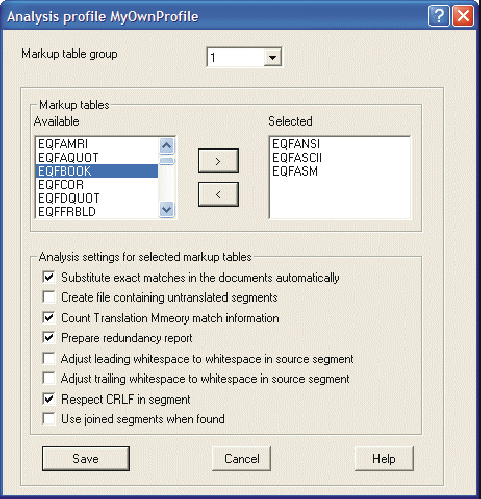 Analysis profile MyOwnProfile
Markup table group
1
Markup tables
Available
Selected
EQFAMRI
EQFAQUOT
EQFBOOK
EQFCOR
EQFDQUOT
EQFFRBLD
>
<
EQFANSI
EQFASCII
EQFASM
Analysis settings for selected markup tables
Substitute exact matches in the documents automatically
Create file containing untranslated segments
Count Translation Mmeory match information
Prepare redundancy report
Adjust leading whitespace to whitespace in source segment
Adjust trailing whitespace to whitespace in source segment
Respect CRLF in segment
Use joined segments when found
Save
Cancel
Help